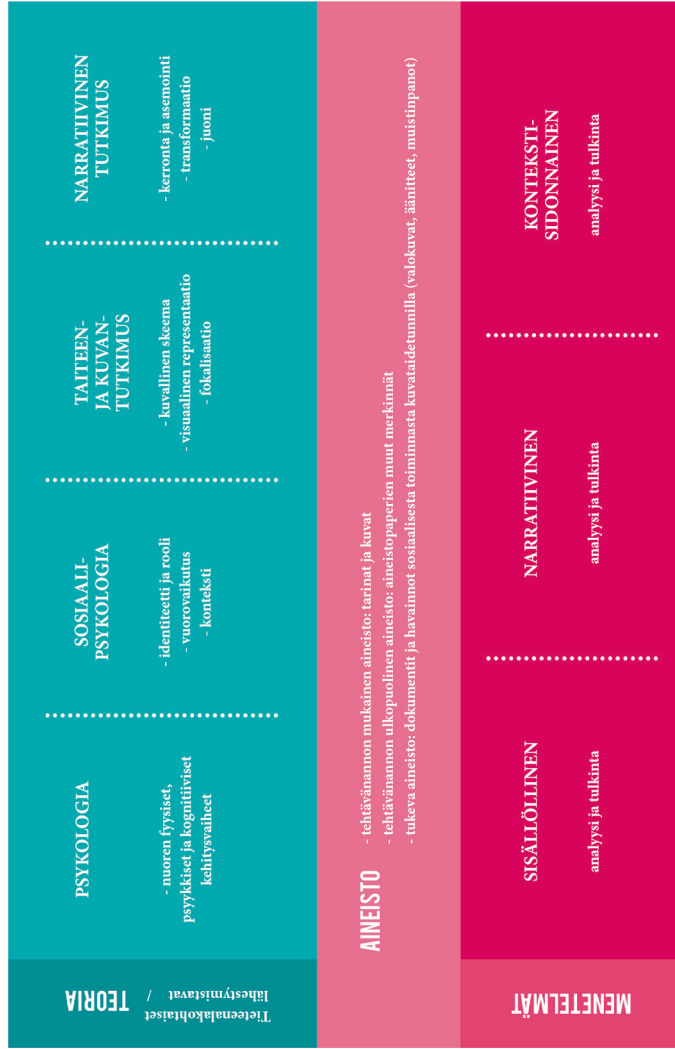 TEORIA / Tieteenalakohtaiset
lähestymistavat
PSYKOLOGIA
- nuoren fyysiset,
psyykkiset ja kognitiiviset
kehitysvaiheet
SOSIAALI-
PSYKOLOGIA
- identiteetti ja rooli
- vuorovaikutus
- konteksti
TAITEEN-
JA KUVAN-
TUTKIMUS
- kuvallinen skeema
- visuaalinen representaatio
- fokalisaatio
NARRATIIVINEN
TUTKIMUS
- kerronta ja asemointi
- transformaatio
- juoni
AINEISTO
- tehtävänannon mukainen aineisto: tarinat ja kuvat
- tehtävänannon ulkopuolinen aineisto: aineistopaperien muut merkinnät
- tukeva aineisto: dokumentit ja havainnot sosiaalisesta toiminnasta kuvataidetunnilla (valokuvat, äänitteet, muistinpanot)
MENETELMÄT
SISÄLLÖLLINEN
analyysi ja tulkinta
NARRATIIVINEN
analyysi ja tulkinta
KONTEKSTI-
SIDONNAINEN
analyysi ja tulkinta